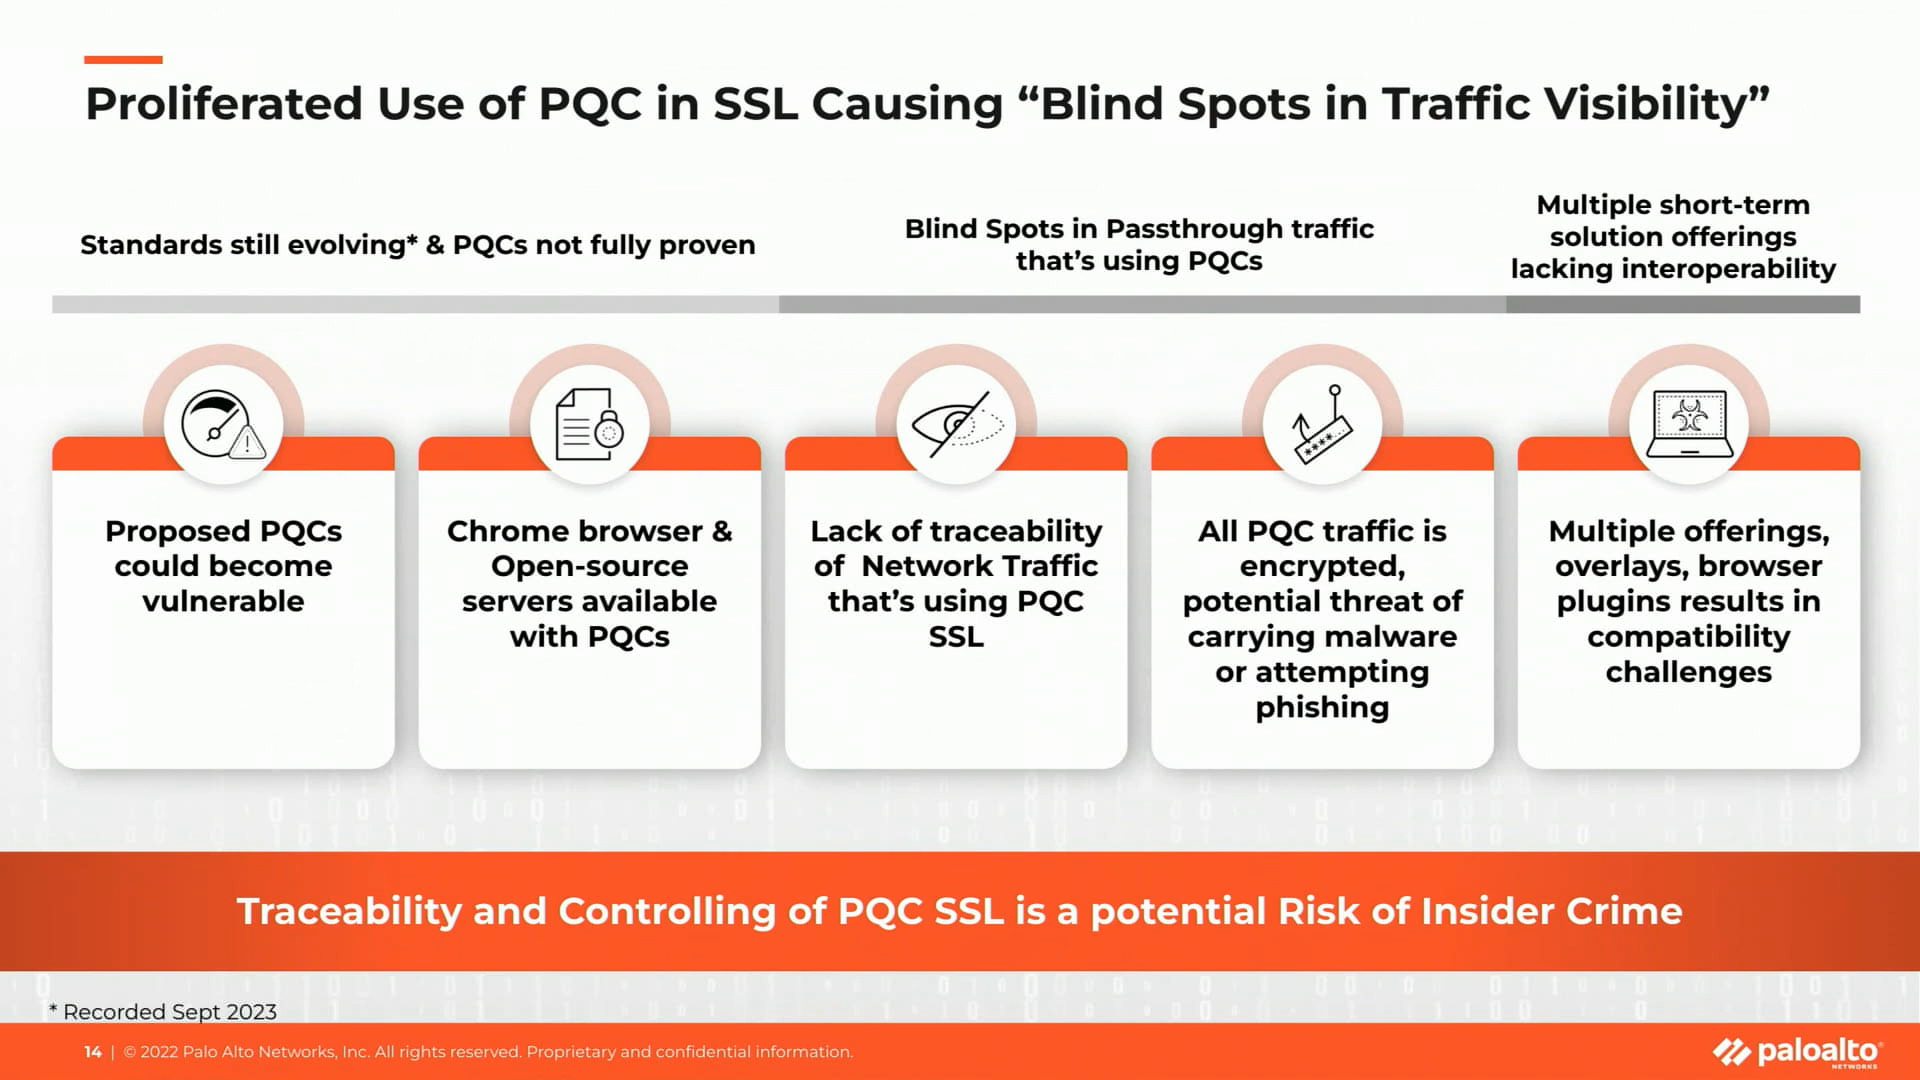 Proliferated Use of PQC in SSL Causing “Blind Spots in Traffic Visibility”
Standards still evolving* & PQCs not fully proven
Blind Spots in Passthrough traffic
that’s using PQCs
Multiple short-term
solution offerings
lacking interoperability
Proposed PQCs
could become
vulnerable
Chrome browser &
Open-source
servers available
with PQCs
Lack of traceability
of Network Traffic
that’s using PQC
SSL
All PQC traffic is
encrypted,
potential threat of
carrying malware
or attempting
phishing
Multiple offerings,
overlays, browser
plugins results in
compatibility
challenges
Traceability and Controlling of PQC SSL is a potential Risk of Insider Crime
* Recorded Sept 2023
14 | © 2022 Palo Alto Networks, Inc. All rights reserved. Proprietary and confidential information.
paloalto®
NETWORKS